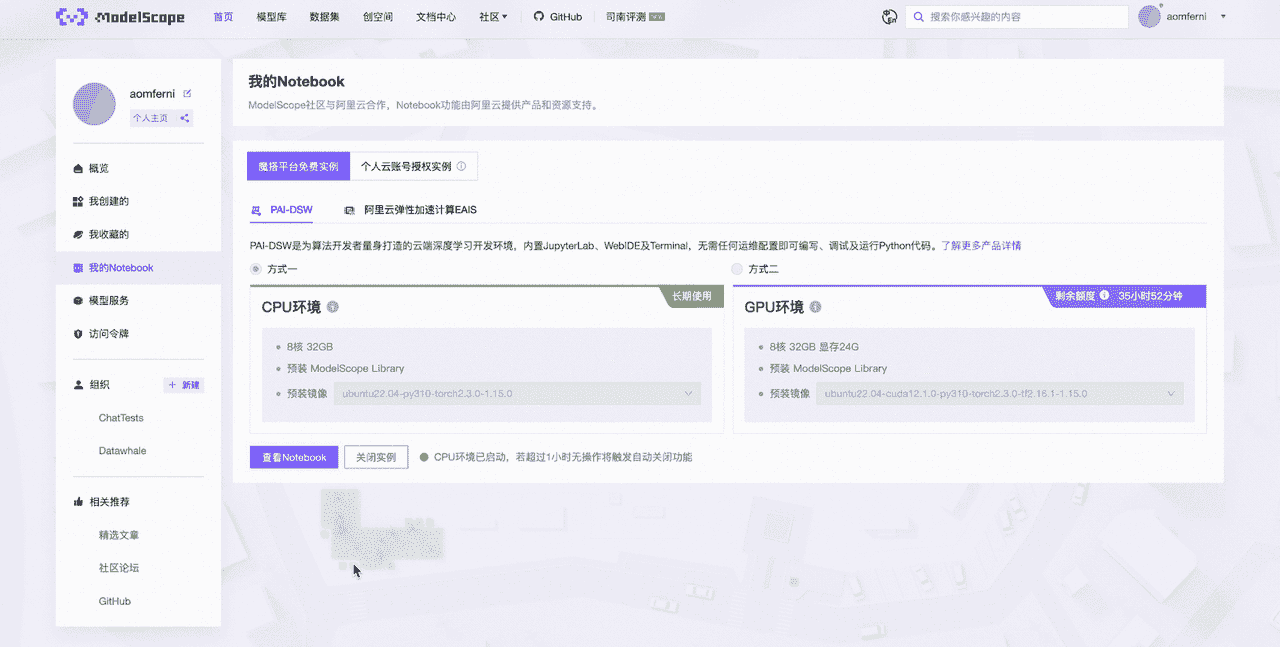 ModelScope 首页 模型库 数据集 创空间 文档中心 社区 GitHub 司南评测 NEW 搜索你感兴趣的内容 aomferni
aomferni
个人主页
概览
我创建的
我收藏的
我的Notebook
模型服务
访问令牌
组织 + 新建
ChatTests
Datawhale
相关推荐
精选文章
社区论坛
GitHub
我的Notebook
ModelScope社区与阿里云合作，Notebook功能由阿里云提供产品和资源支持。
魔搭平台免费实例 个人云账号授权实例
PAI-DSW 阿里云弹性加速计算EAIS
PAI-DSW是为算法开发者量身打造的云端深度学习开发环境，内置JupyterLab、WebIDE及Terminal，无需任何运维配置即可编写、调试及运行Python代码。了解更多产品详情
方式一
长期使用
CPU环境
8核 32GB
预装 ModelScope Library
预装镜像 ubuntu22.04-py310-torch2.3.0-1.15.0
方式二
剩余额度 35小时52分钟
GPU环境
8核 32GB 显存24G
预装 ModelScope Library
预装镜像 ubuntu22.04-cuda12.1.0-py310-torch2.3.0-tf2.16.1-1.15.0
查看Notebook 关闭实例 CPU环境已启动，若超过1小时无操作将触发自动关闭功能